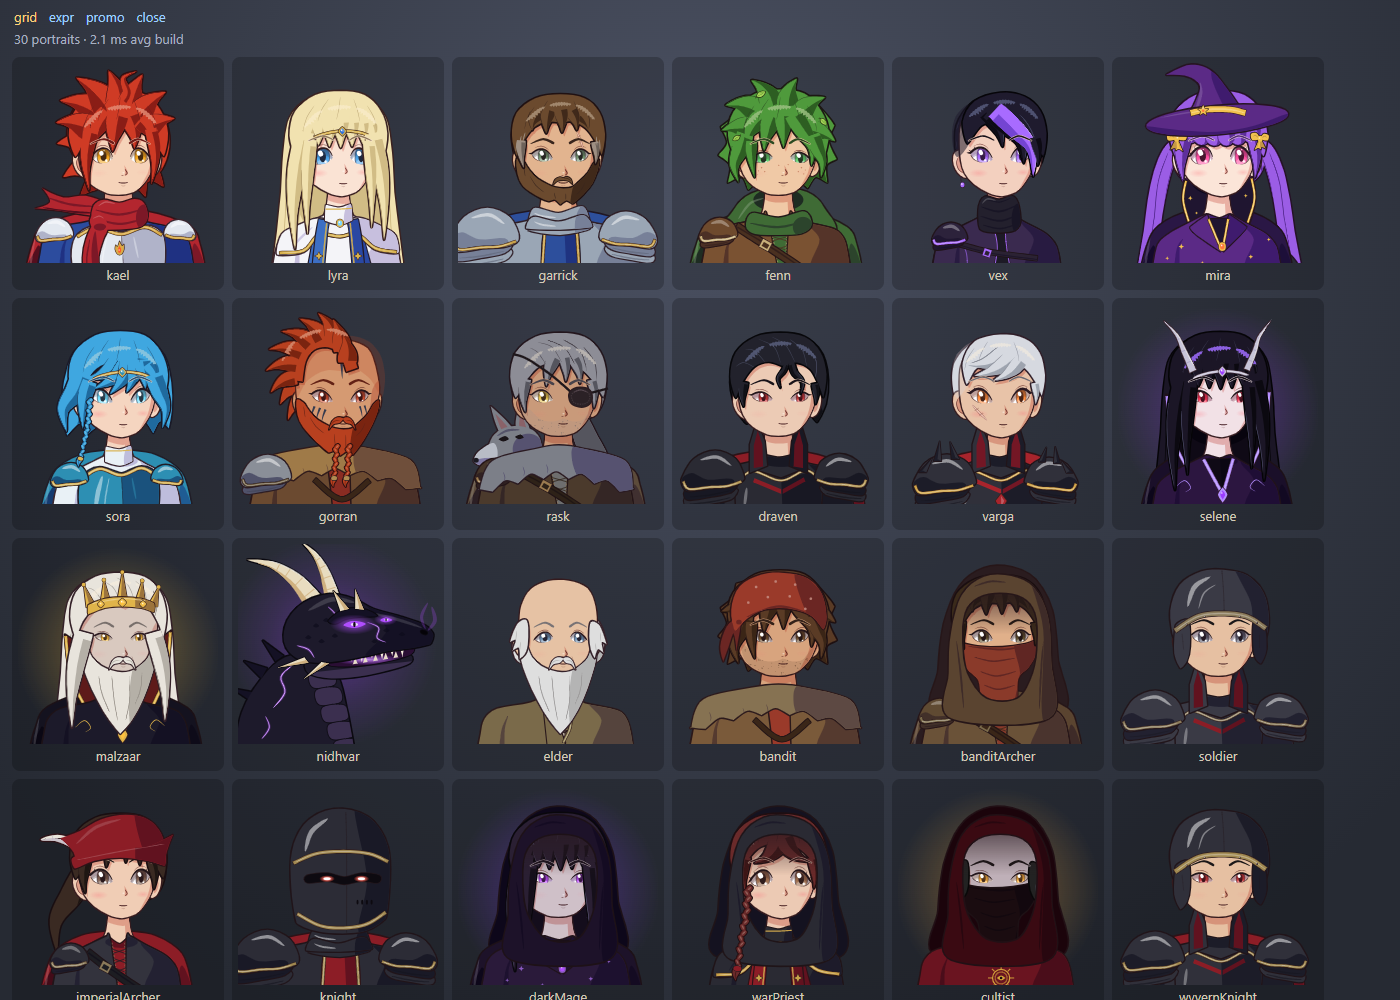 grid expr promo close
30 portraits · 2.1 ms avg build
kael lyra garrick fenn vex mira
sora gorran rask draven varga selene
malzaar nidhvar elder bandit banditArcher soldier
imperialArcher knight darkMage warPriest cultist wyvernKnight